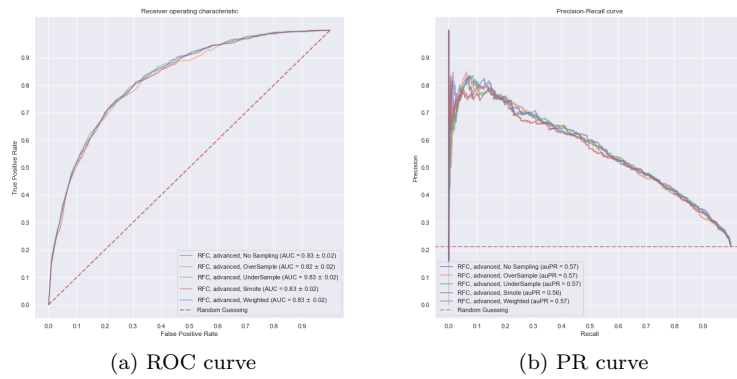 Receiver operating characteristic
True Positive Rate
0.9
0.8
0.7
0.6
0.5
0.4
0.3
0.2
0.1
0.0
RFC, advanced, No Sampling (AUC = 0.83 ± 0.02)
RFC, advanced, OverSample (AUC = 0.82 ± 0.02)
RFC, advanced, UnderSample (AUC = 0.83 ± 0.02)
RFC, advanced, Smote (AUC = 0.83 ± 0.02)
RFC, advanced, Weighted (AUC = 0.83 ± 0.02)
Random Guessing
0.0 0.1 0.2 0.3 0.4 0.5 0.6 0.7 0.8 0.9
False Positive Rate
(a) ROC curve
Precision-Recall curve
Precision
0.9
0.8
0.7
0.6
0.5
0.4
0.3
0.2
0.1
0.0
RFC, advanced, No Sampling (auPR = 0.57)
RFC, advanced, OverSample (auPR = 0.57)
RFC, advanced, UnderSample (auPR = 0.57)
RFC, advanced, Smote (auPR = 0.56)
RFC, advanced, Weighted (auPR = 0.57)
Random Guessing
0.0 0.1 0.2 0.3 0.4 0.5 0.6 0.7 0.8 0.9
Recall
(b) PR curve